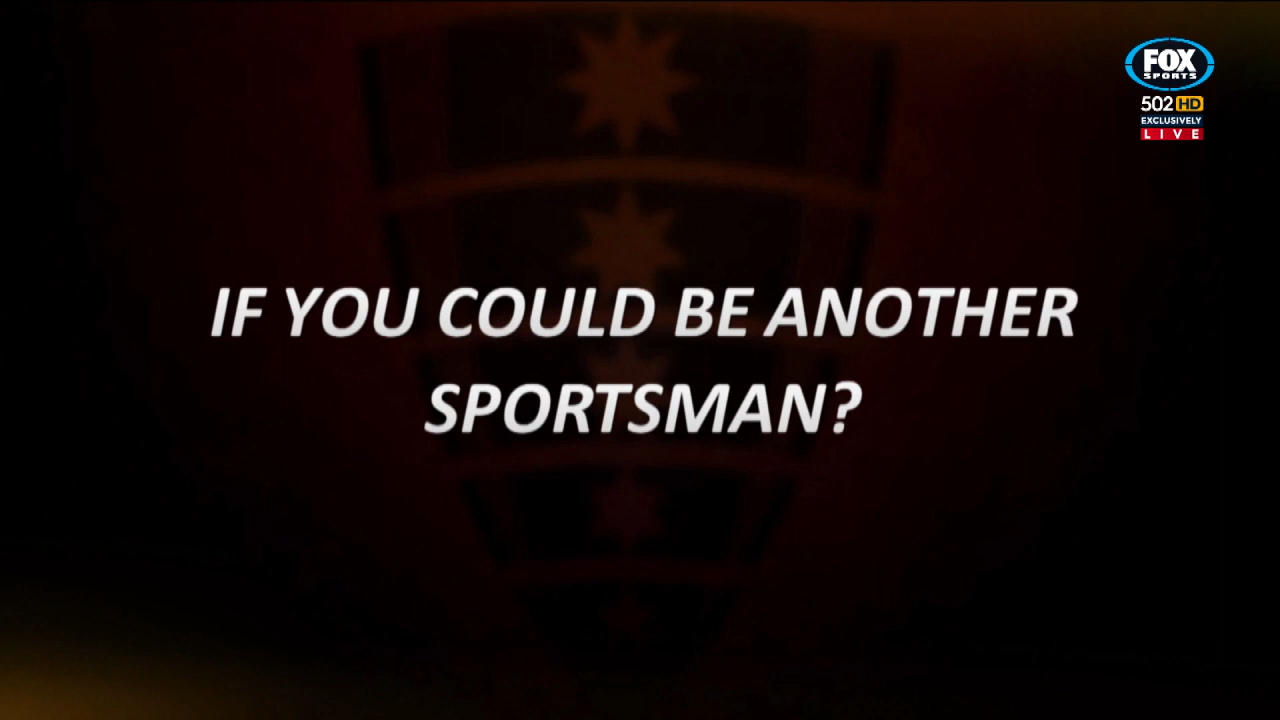 FOX
SPORTS
502 HD
EXCLUSIVELY
LIVE
IF YOU COULD BE ANOTHER
SPORTSMAN?